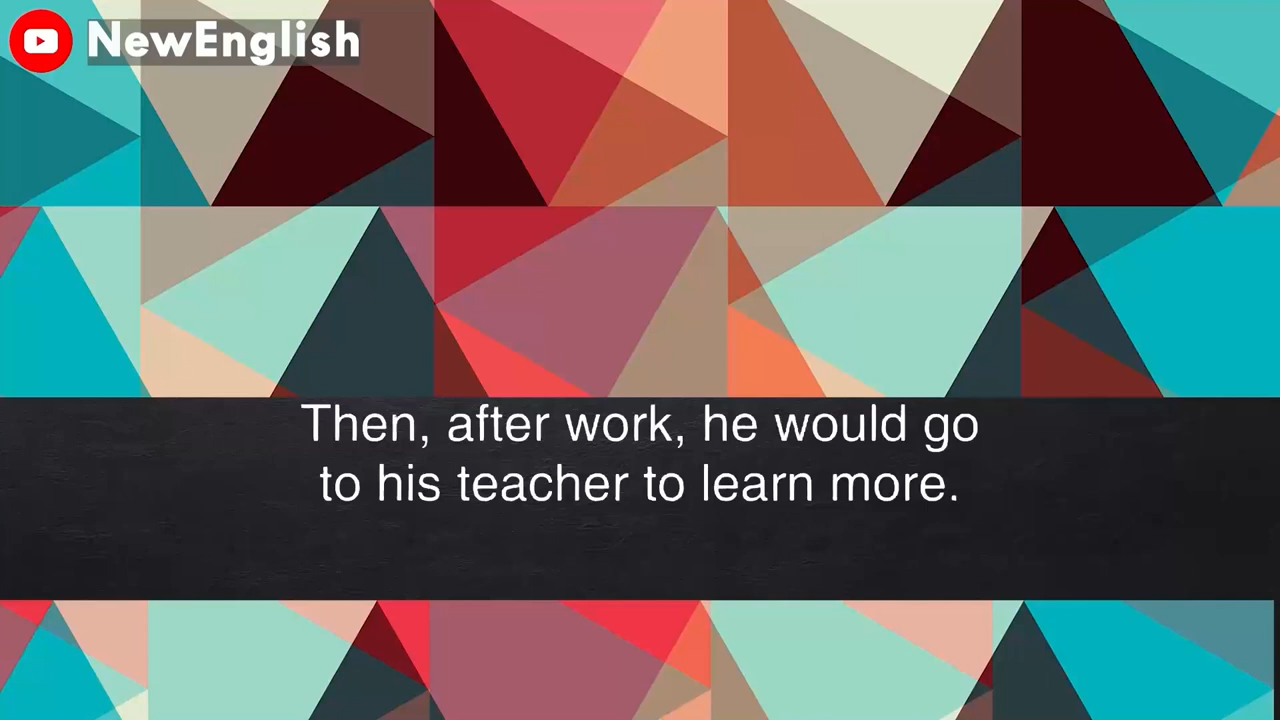 NewEnglish
Then, after work, he would go
to his teacher to learn more.